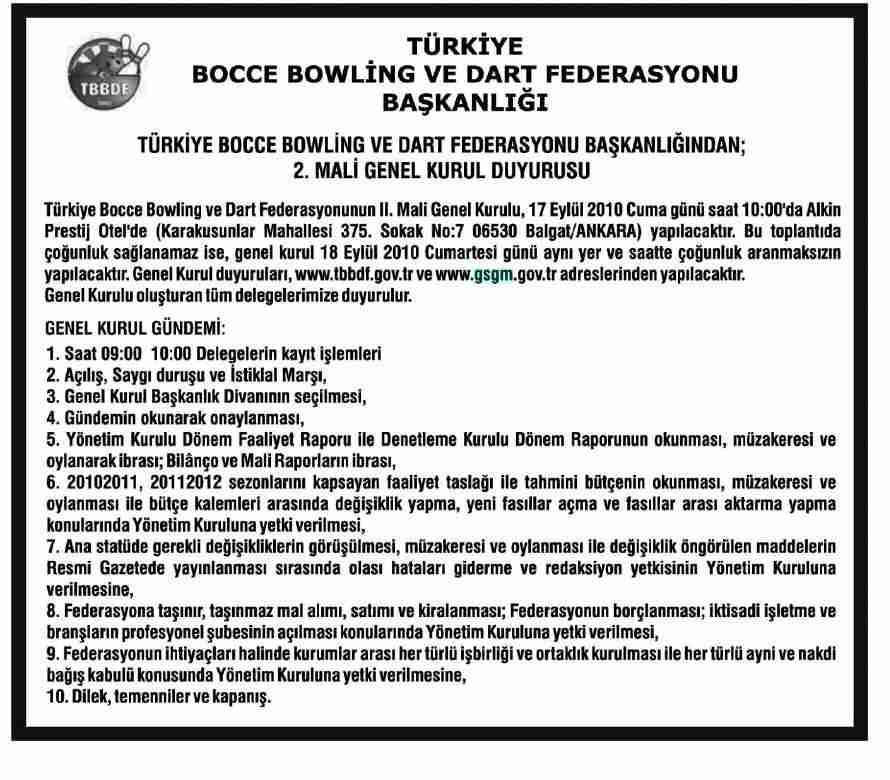 TBBDF
TÜRKİYE
BOCCE BOWLİNG VE DART FEDERASYONU
BAŞKANLIĞI
TÜRKİYE BOCCE BOWLİNG VE DART FEDERASYONU BAŞKANLIĞINDAN;
2. MALİ GENEL KURUL DUYURUSU
Türkiye Bocce Bowling ve Dart Federasyonunun II. Mali Genel Kurulu, 17 Eylül 2010 Cuma günü saat 10:00'da Alkin
Prestij Otel'de (Karakusunlar Mahallesi 375. Sokak No:7 06530 Balgat/ANKARA) yapılacaktır. Bu toplantıda
çoğunluk sağlanamaz ise, genel kurul 18 Eylül 2010 Cumartesi günü aynı yer ve saatte çoğunluk aranmaksızın
yapılacaktır. Genel Kurul duyuruları, www.tbbdf.gov.tr ve www.gsgm.gov.tr adreslerinden yapılacaktır.
Genel Kurulu oluşturan tüm delegelerimize duyurulur.
GENEL KURUL GÜNDEMİ:
1. Saat 09:00 10:00 Delegelerin kayıt işlemleri
2. Açılış, Saygı duruşu ve İstiklal Marşı,
3. Genel Kurul Başkanlık Divanının seçilmesi,
4. Gündemin okunarak onaylanması,
5. Yönetim Kurulu Dönem Faaliyet Raporu ile Denetleme Kurulu Dönem Raporunun okunması, müzakeresi ve
oylanarak ibrası; Bilânço ve Mali Raporların ibrası,
6. 20102011, 20112012 sezonlarını kapsayan faaliyet taslağı ile tahmini bütçenin okunması, müzakeresi ve
oylanması ile bütçe kalemleri arasında değişiklik yapma, yeni fasıllar açma ve fasıllar arası aktarma yapma
konularında Yönetim Kuruluna yetki verilmesi,
7. Ana statüde gerekli değişikliklerin görüşülmesi, müzakeresi ve oylanması ile değişiklik öngörülen maddelerin
Resmi Gazetede yayınlanması sırasında olası hataları giderme ve redaksiyon yetkisinin Yönetim Kuruluna
verilmesine,
8. Federasyona taşınır, taşınmaz mal alımı, satımı ve kiralanması; Federasyonun borçlanması; iktisadi işletme ve
branşların profesyonel şubesinin açılması konularında Yönetim Kuruluna yetki verilmesi,
9. Federasyonun ihtiyaçları halinde kurumlar arası her türlü işbirliği ve ortaklık kurulması ile her türlü ayni ve nakdi
bağış kabulü konusunda Yönetim Kuruluna yetki verilmesine,
10. Dilek, temenniler ve kapanış.